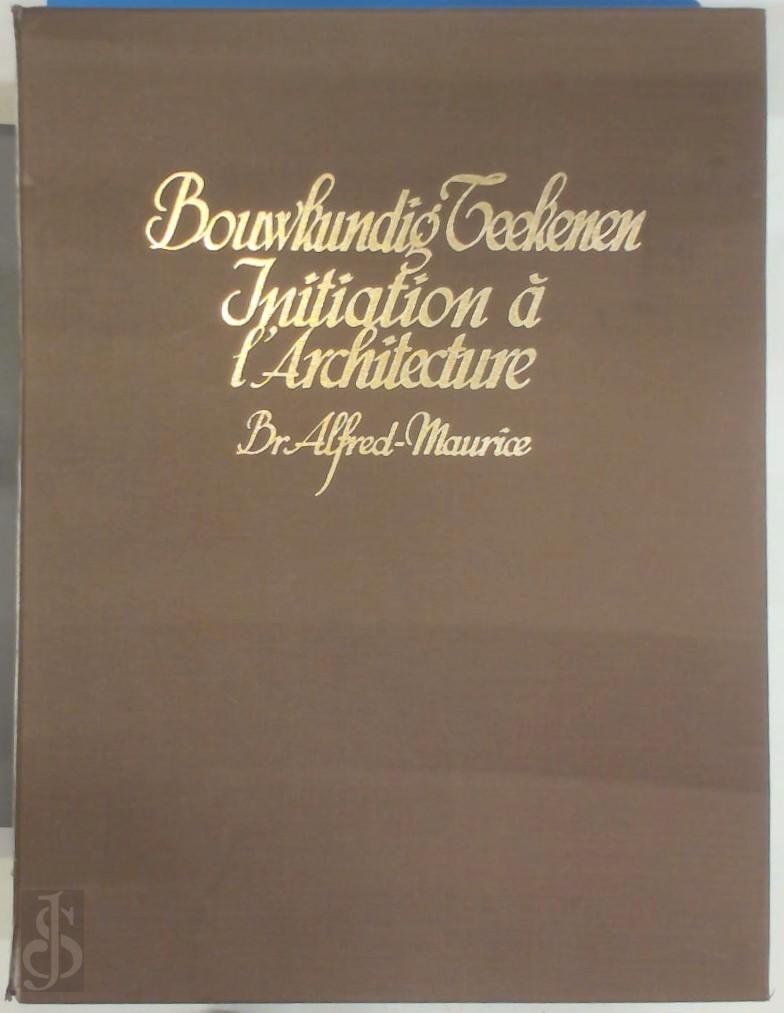 Bouwkundig Teekenen
Initiation à
l'Architecture
Br. Alfred-Maurice